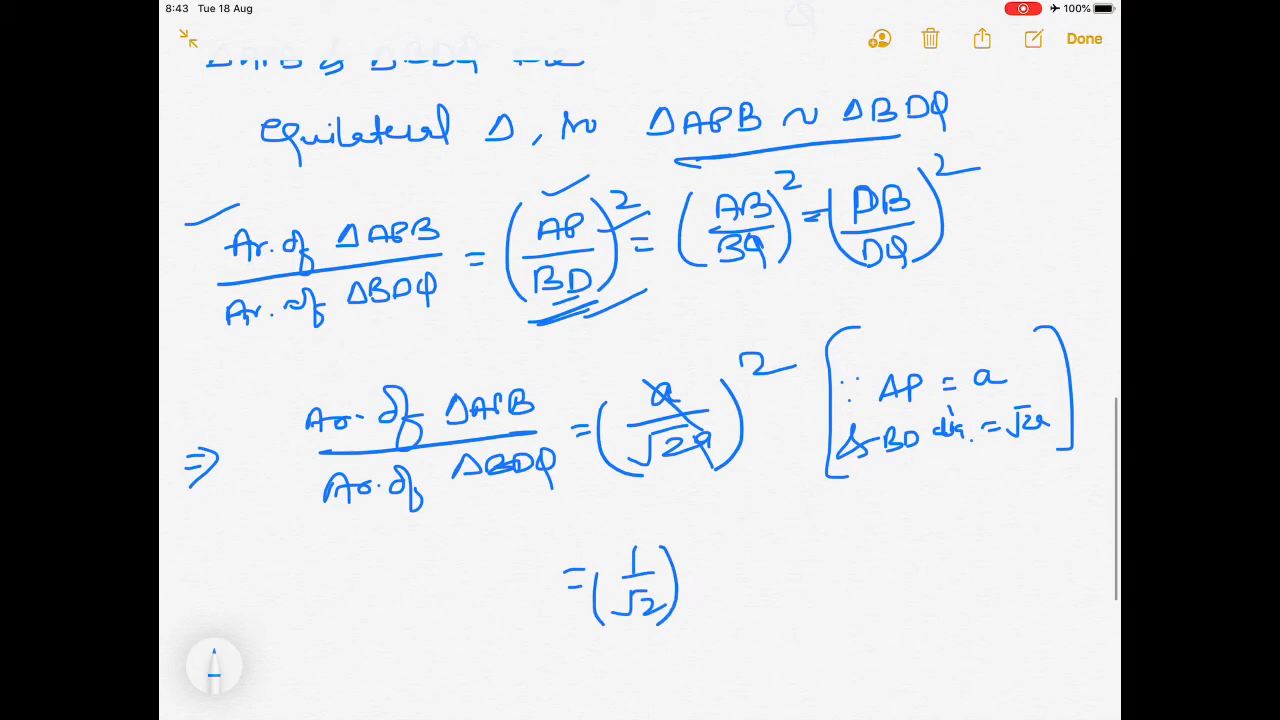 8:43 Tue 18 Aug 100%
Done
equilateral Δ, so ΔAPB ~ ΔBDQ
Ar. of ΔAPB / Ar. of ΔBDQ = (AP/BD)² = (AB/BQ)² = (PB/DQ)²
⇒ Ar. of ΔAPB / Ar. of ΔBDQ = (a/√2a)² [∵ AP = a
& BD dia. = √2a]
= (1/√2)